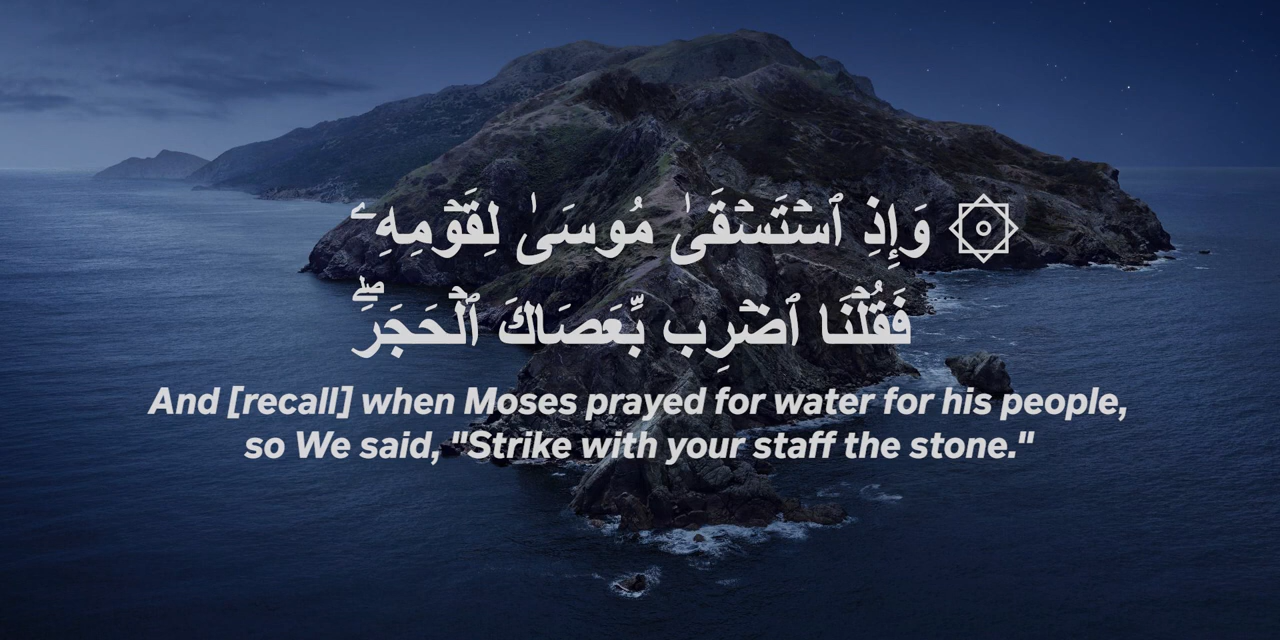 ۞ وَإِذِ ٱسۡتَسۡقَىٰ مُوسَىٰ لِقَوۡمِهِۦ
فَقُلۡنَا ٱضۡرِب بِّعَصَاكَ ٱلۡحَجَرَۖ
And [recall] when Moses prayed for water for his people,
so We said, "Strike with your staff the stone."